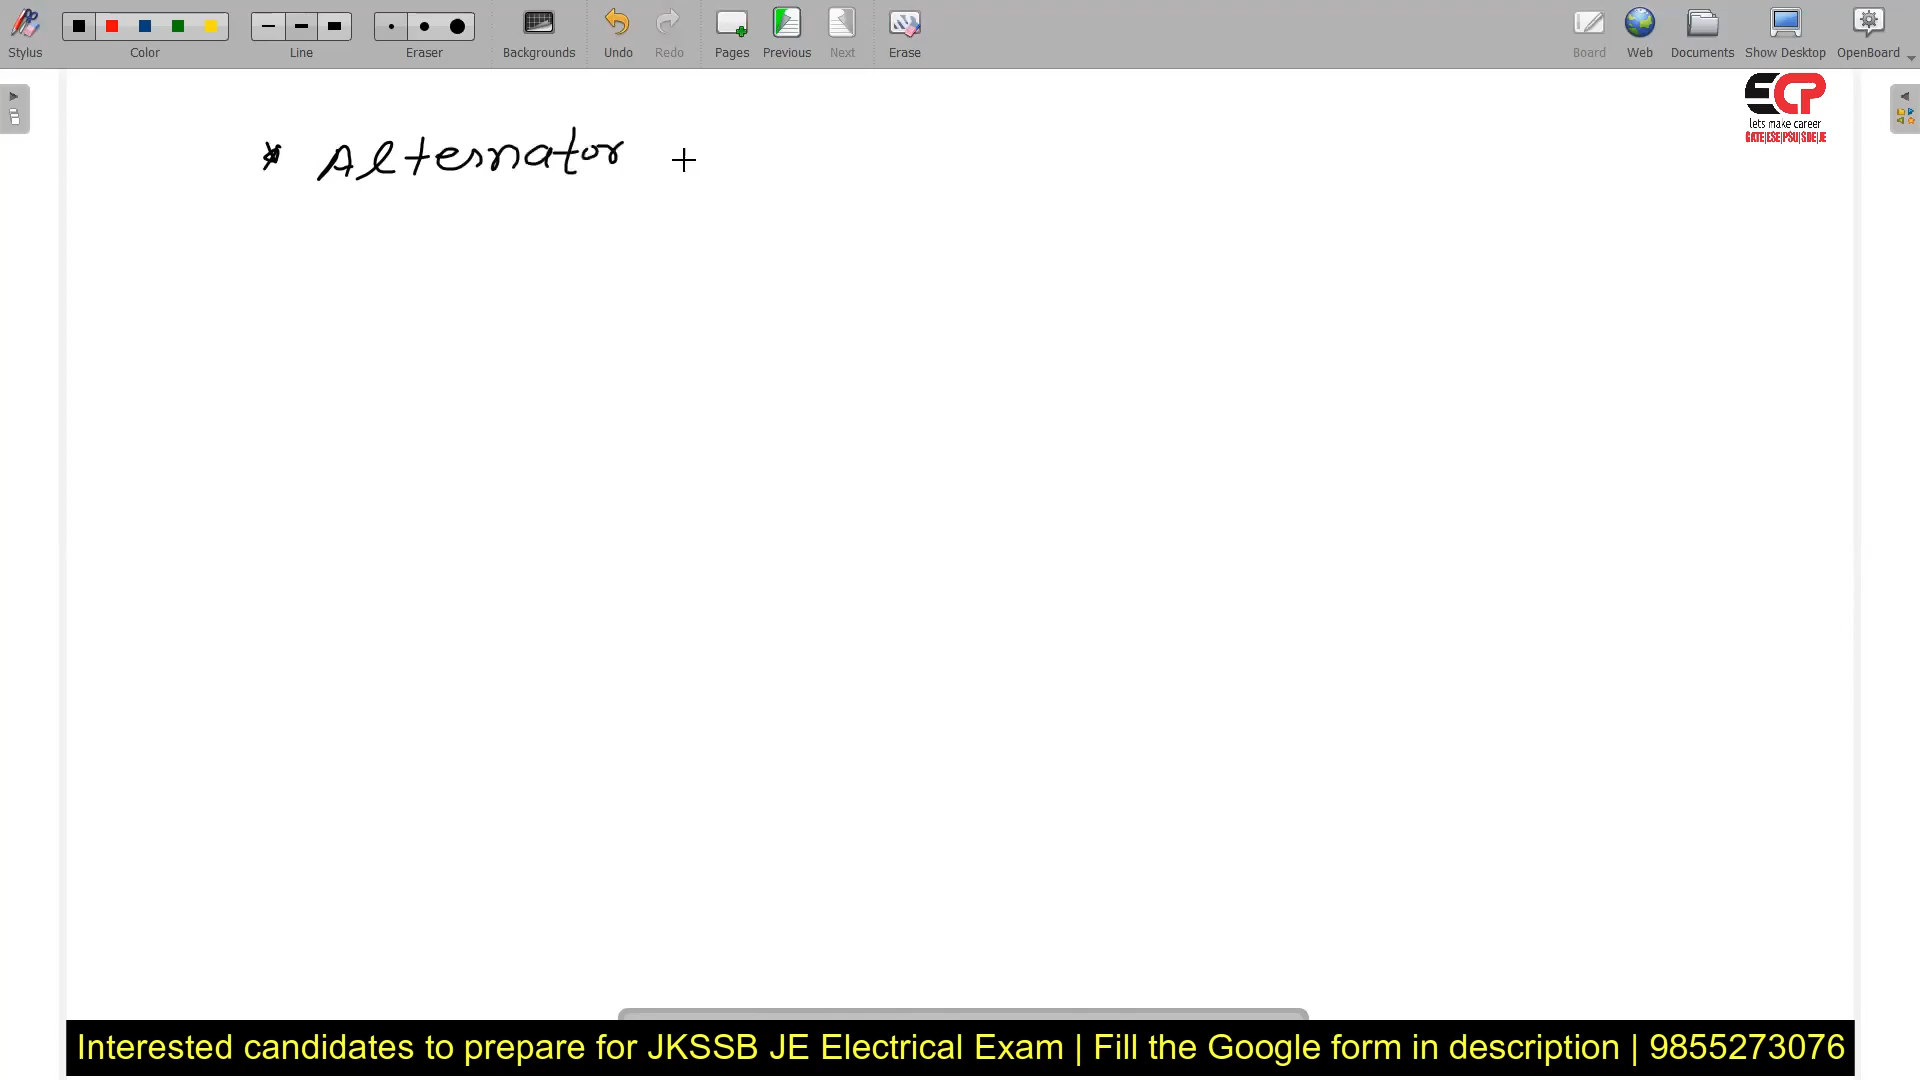 Stylus
Color
Line
Eraser
Backgrounds
Undo
Redo
Pages
Previous
Next
Erase
Board
Web
Documents
Show Desktop
OpenBoard
ECP
lets make career
GATE|ESE|PSU|SDE|JE
* Alternator
Interested candidates to prepare for JKSSB JE Electrical Exam | Fill the Google form in description | 9855273076